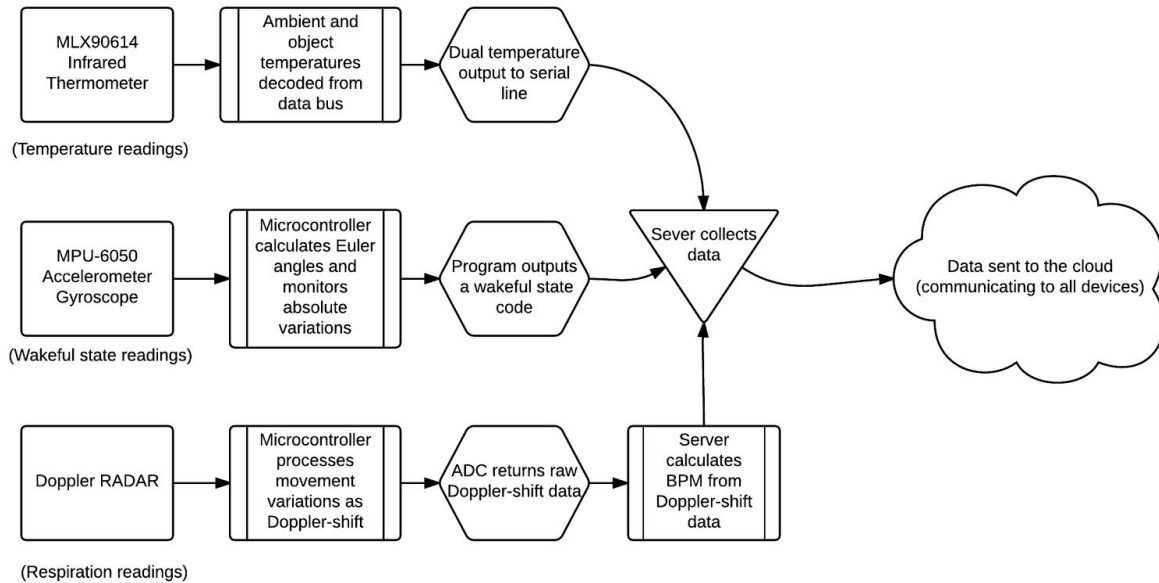 MLX90614
Infrared
Thermometer
Ambient and
object
temperatures
decoded from
data bus
Dual temperature
output to serial
line
(Temperature readings)
MPU-6050
Accelerometer
Gyroscope
Microcontroller
calculates Euler
angles and
monitors
absolute
variations
Program outputs
a wakeful state
code
Sever collects
data
Data sent to the cloud
(communicating to all devices)
(Wakeful state readings)
Doppler RADAR
Microcontroller
processes
movement
variations as
Doppler-shift
ADC returns raw
Doppler-shift data
Server
calculates
BPM from
Doppler-shift
data
(Respiration readings)